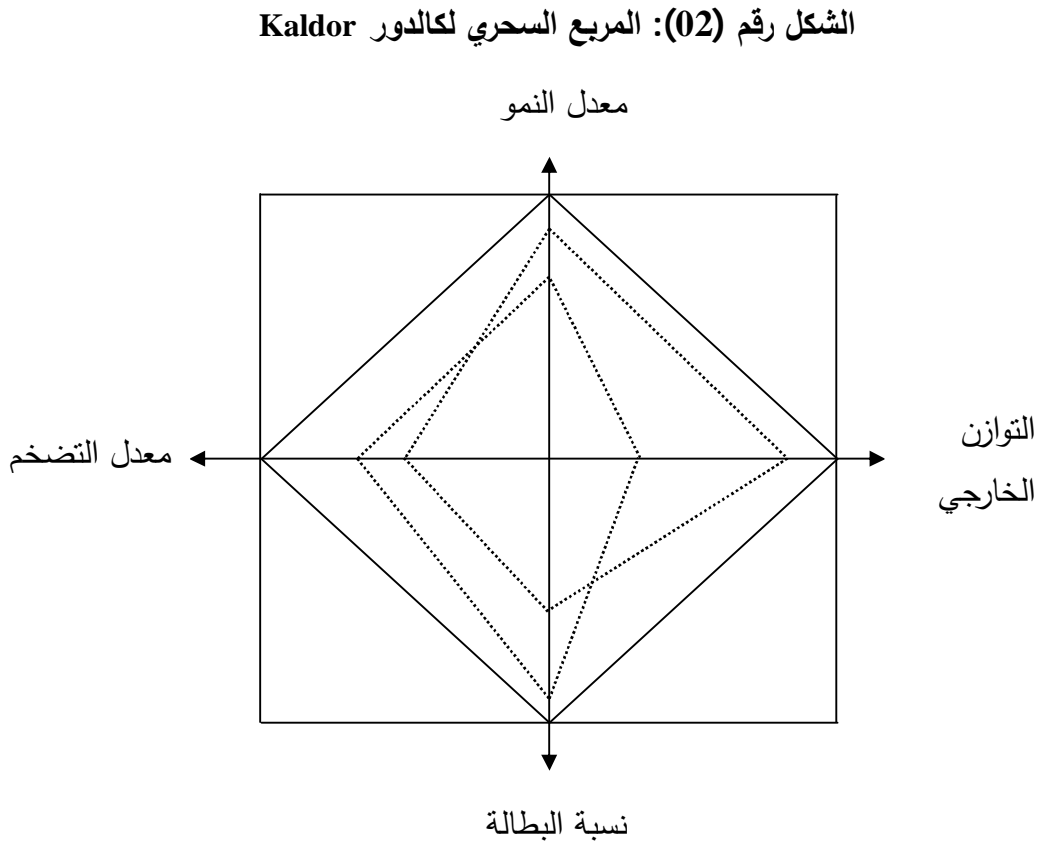 الشكل رقم (02): المربع السحري لكالدور Kaldor
معدل النمو
التوازن
الخارجي
معدل التضخم
نسبة البطالة